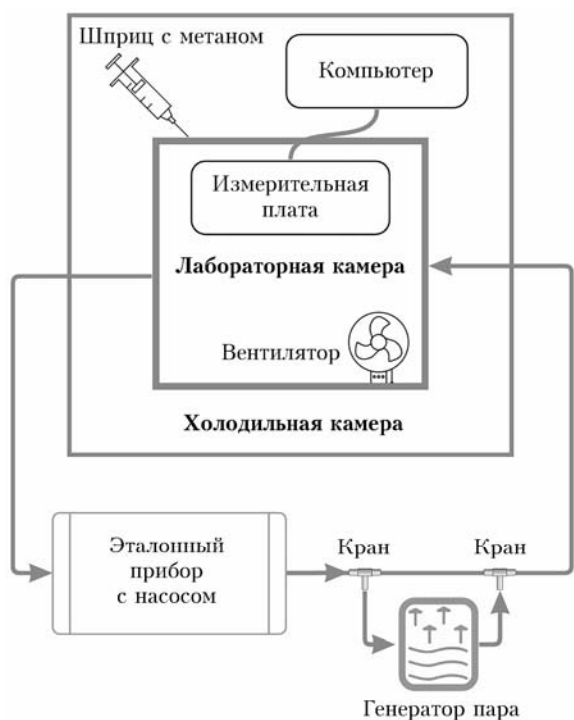 Шприц с метаном
Компьютер
Измерительная
плата
Лабораторная камера
Вентилятор
Холодильная камера
Эталонный
прибор
с насосом
Кран
Кран
Генератор пара